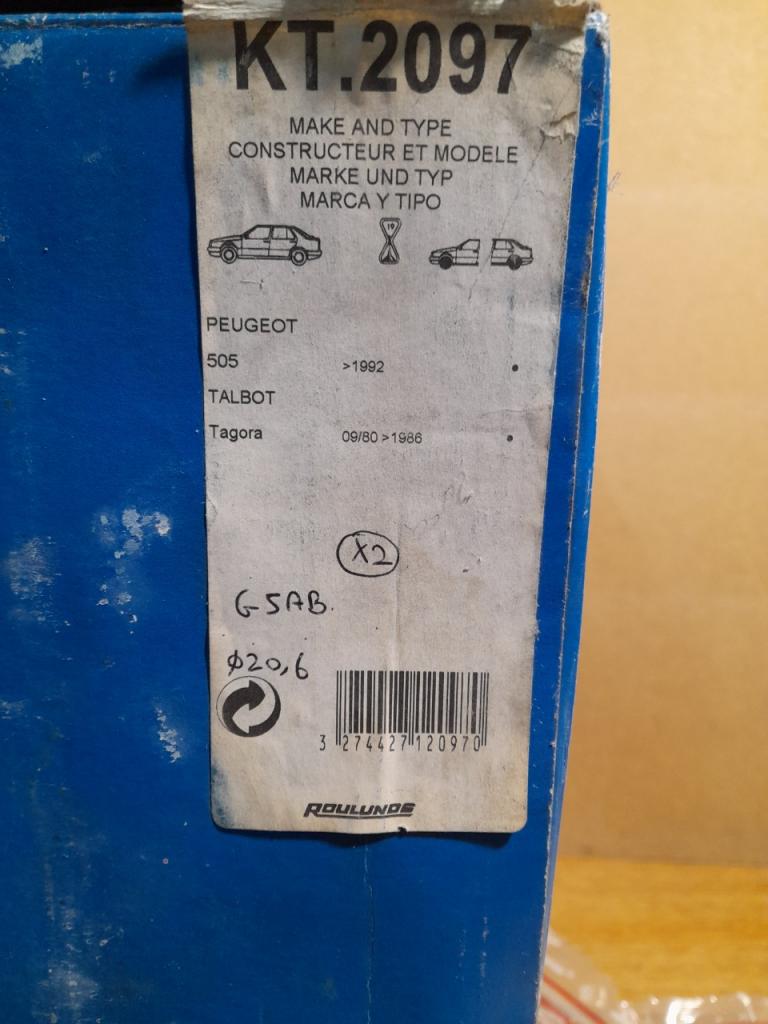 KT.2097
MAKE AND TYPE
CONSTRUCTEUR ET MODELE
MARKE UND TYP
MARCA Y TIPO
PEUGEOT
505 >1992
TALBOT
Tagora 09/80 >1986
X2
G5AB.
φ20,6
3 274427 120970
ROULUNDS